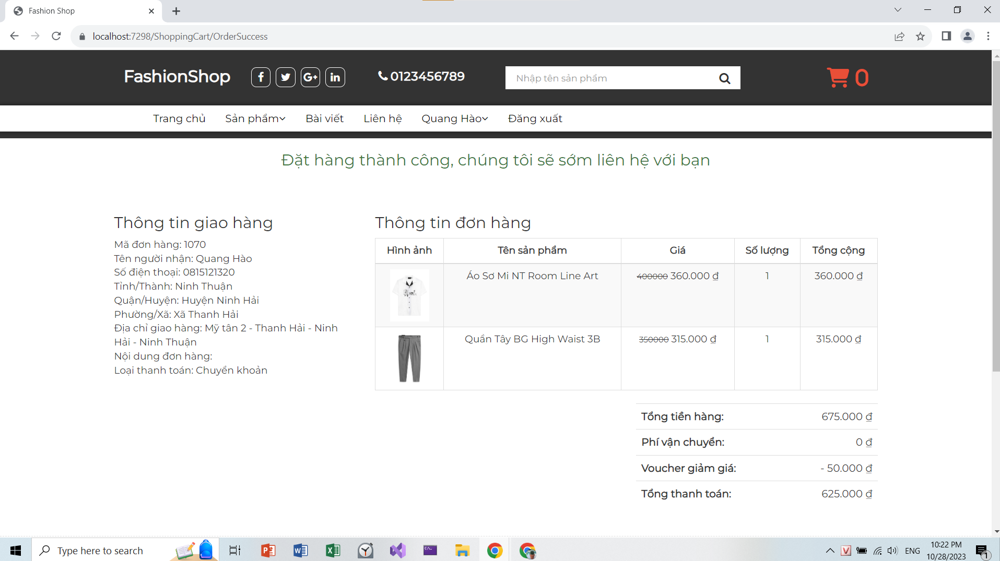 Fashion Shop
localhost:7298/ShoppingCart/OrderSuccess
FashionShop
0123456789
Nhập tên sản phẩm
0
Trang chủ Sản phẩm Bài viết Liên hệ Quang Hào Đăng xuất
Đặt hàng thành công, chúng tôi sẽ sớm liên hệ với bạn
Thông tin giao hàng
Mã đơn hàng: 1070
Tên người nhận: Quang Hào
Số điện thoại: 0815121320
Tỉnh/Thành: Ninh Thuận
Quận/Huyện: Huyện Ninh Hải
Phường/Xã: Xã Thanh Hải
Địa chỉ giao hàng: Mỹ tân 2 - Thanh Hải - Ninh
Hải - Ninh Thuận
Nội dung đơn hàng:
Loại thanh toán: Chuyển khoản
Thông tin đơn hàng
Hình ảnh Tên sản phẩm Giá Số lượng Tổng cộng
Áo Sơ Mi NT Room Line Art 400000 360.000 ₫ 1 360.000 ₫
Quần Tây BG High Waist 3B 350000 315.000 ₫ 1 315.000 ₫
Tổng tiền hàng: 675.000 ₫
Phí vận chuyển: 0 ₫
Voucher giảm giá: - 50.000 ₫
Tổng thanh toán: 625.000 ₫
Type here to search
ENG
10:22 PM
10/28/2023
1